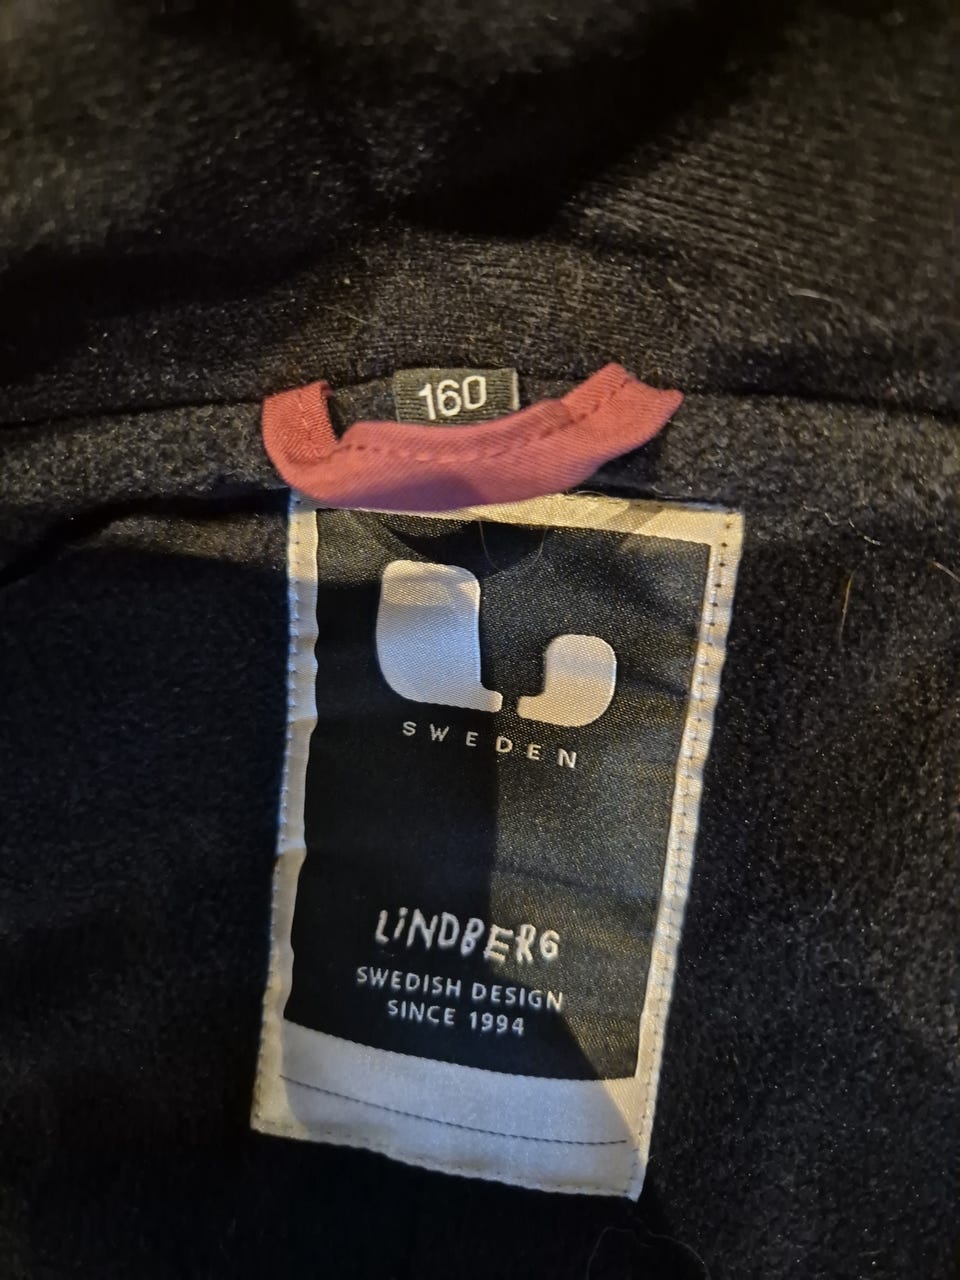 160
SWEDEN
LiNDBERG
SWEDISH DESIGN
SINCE 1994